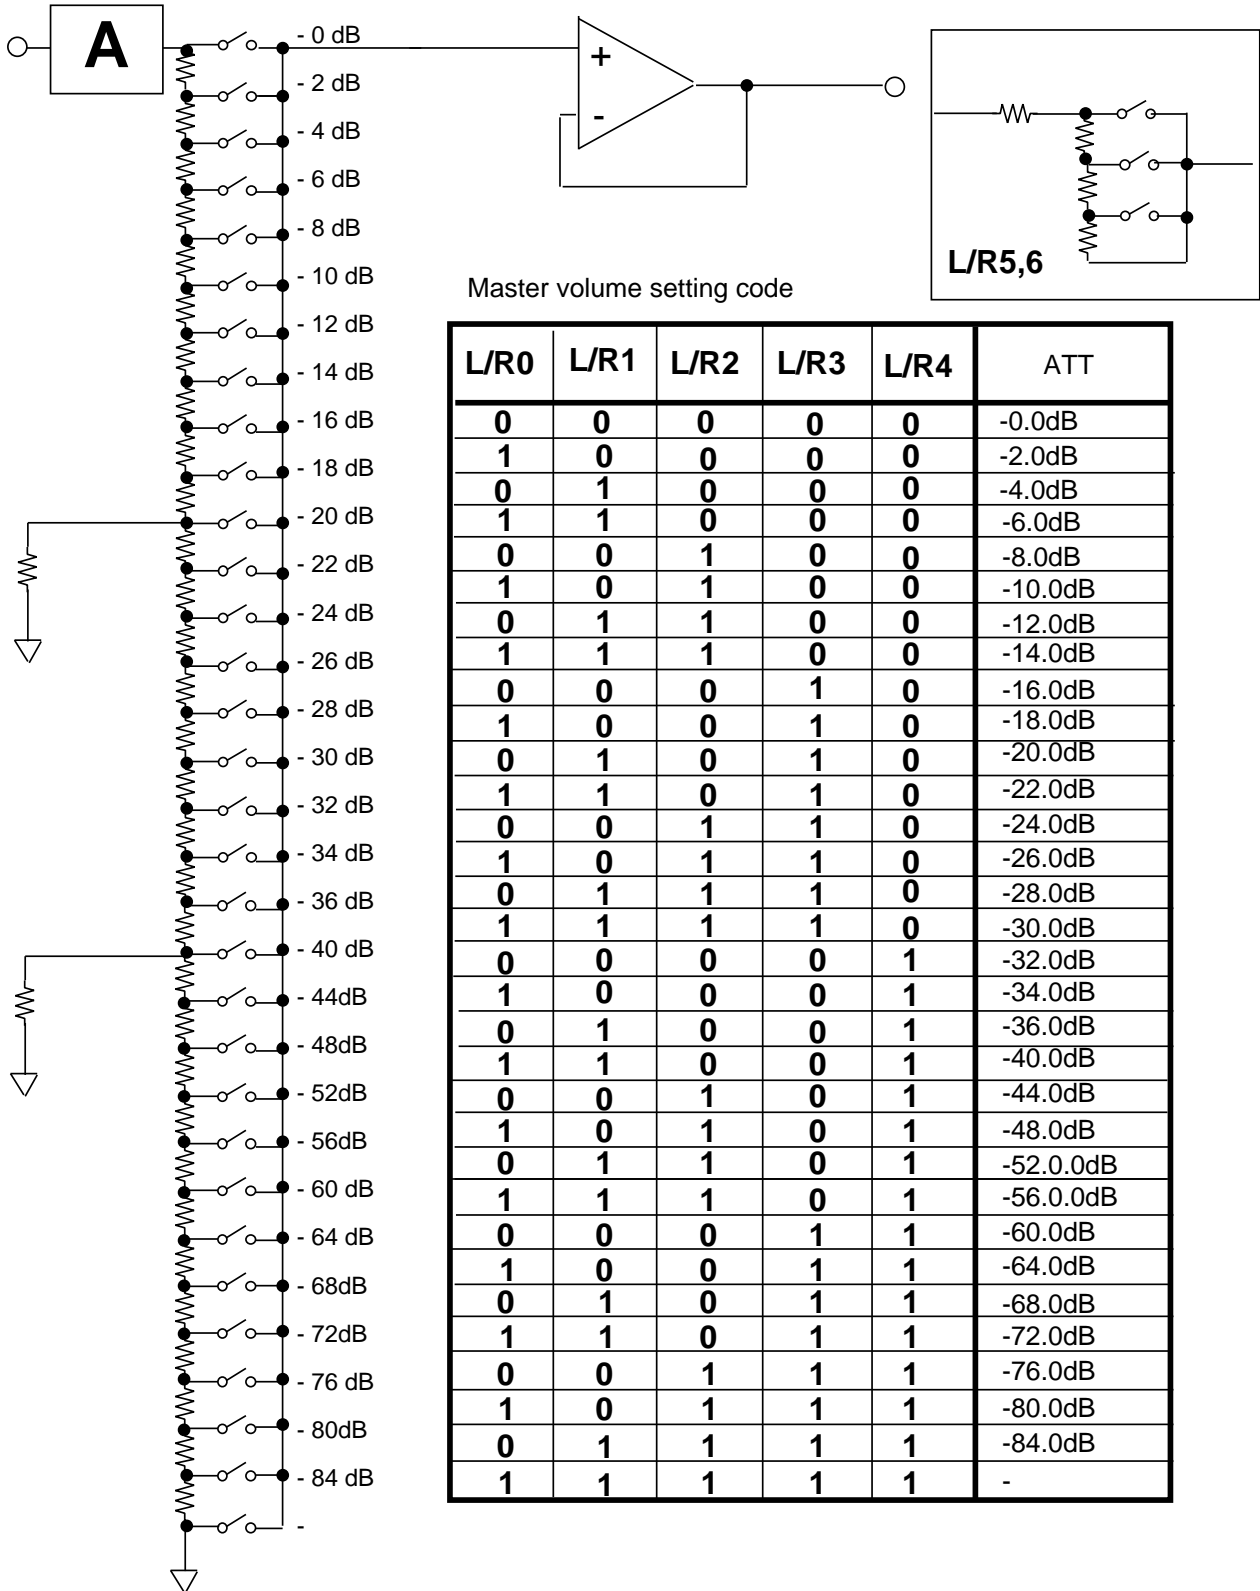 A
- 0 dB
- 2 dB
- 4 dB
- 6 dB
- 8 dB
- 10 dB
- 12 dB
- 14 dB
- 16 dB
- 18 dB
- 20 dB
- 22 dB
- 24 dB
- 26 dB
- 28 dB
- 30 dB
- 32 dB
- 34 dB
- 36 dB
- 40 dB
- 44dB
- 48dB
- 52dB
- 56dB
- 60 dB
- 64 dB
- 68dB
- 72dB
- 76 dB
- 80dB
- 84 dB
-
+
-
L/R5,6
Master volume setting code
L/R0 L/R1 L/R2 L/R3 L/R4 ATT
0 0 0 0 0 -0.0dB
1 0 0 0 0 -2.0dB
0 1 0 0 0 -4.0dB
1 1 0 0 0 -6.0dB
0 0 1 0 0 -8.0dB
1 0 1 0 0 -10.0dB
0 1 1 0 0 -12.0dB
1 1 1 0 0 -14.0dB
0 0 0 1 0 -16.0dB
1 0 0 1 0 -18.0dB
0 1 0 1 0 -20.0dB
1 1 0 1 0 -22.0dB
0 0 1 1 0 -24.0dB
1 0 1 1 0 -26.0dB
0 1 1 1 0 -28.0dB
1 1 1 1 0 -30.0dB
0 0 0 0 1 -32.0dB
1 0 0 0 1 -34.0dB
0 1 0 0 1 -36.0dB
1 1 0 0 1 -40.0dB
0 0 1 0 1 -44.0dB
1 0 1 0 1 -48.0dB
0 1 1 0 1 -52.0.0dB
1 1 1 0 1 -56.0.0dB
0 0 0 1 1 -60.0dB
1 0 0 1 1 -64.0dB
0 1 0 1 1 -68.0dB
1 1 0 1 1 -72.0dB
0 0 1 1 1 -76.0dB
1 0 1 1 1 -80.0dB
0 1 1 1 1 -84.0dB
1 1 1 1 1 -